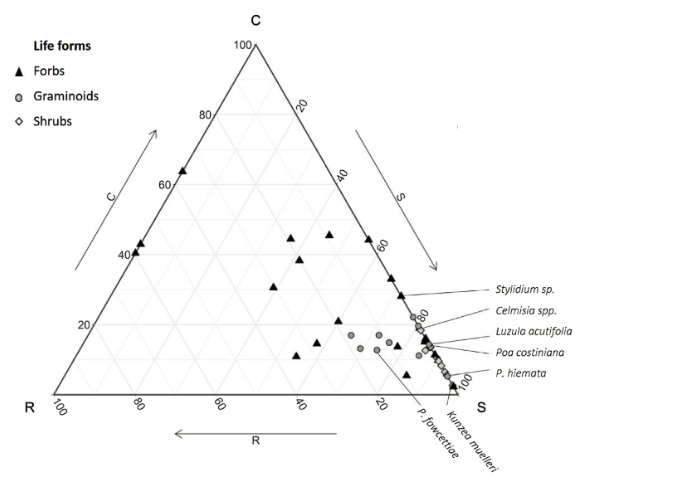 C
Life forms
Forbs
Graminoids
Shrubs
100
80
60
40
20
20
40
60
80
100
C
S
Stylidium sp.
Celmisia spp.
Luzula acutifolia
Poa costiniana
P. hiemata
R
S
100
80
60
40
20
R
P. fawcettiae
Kunzea muelleri